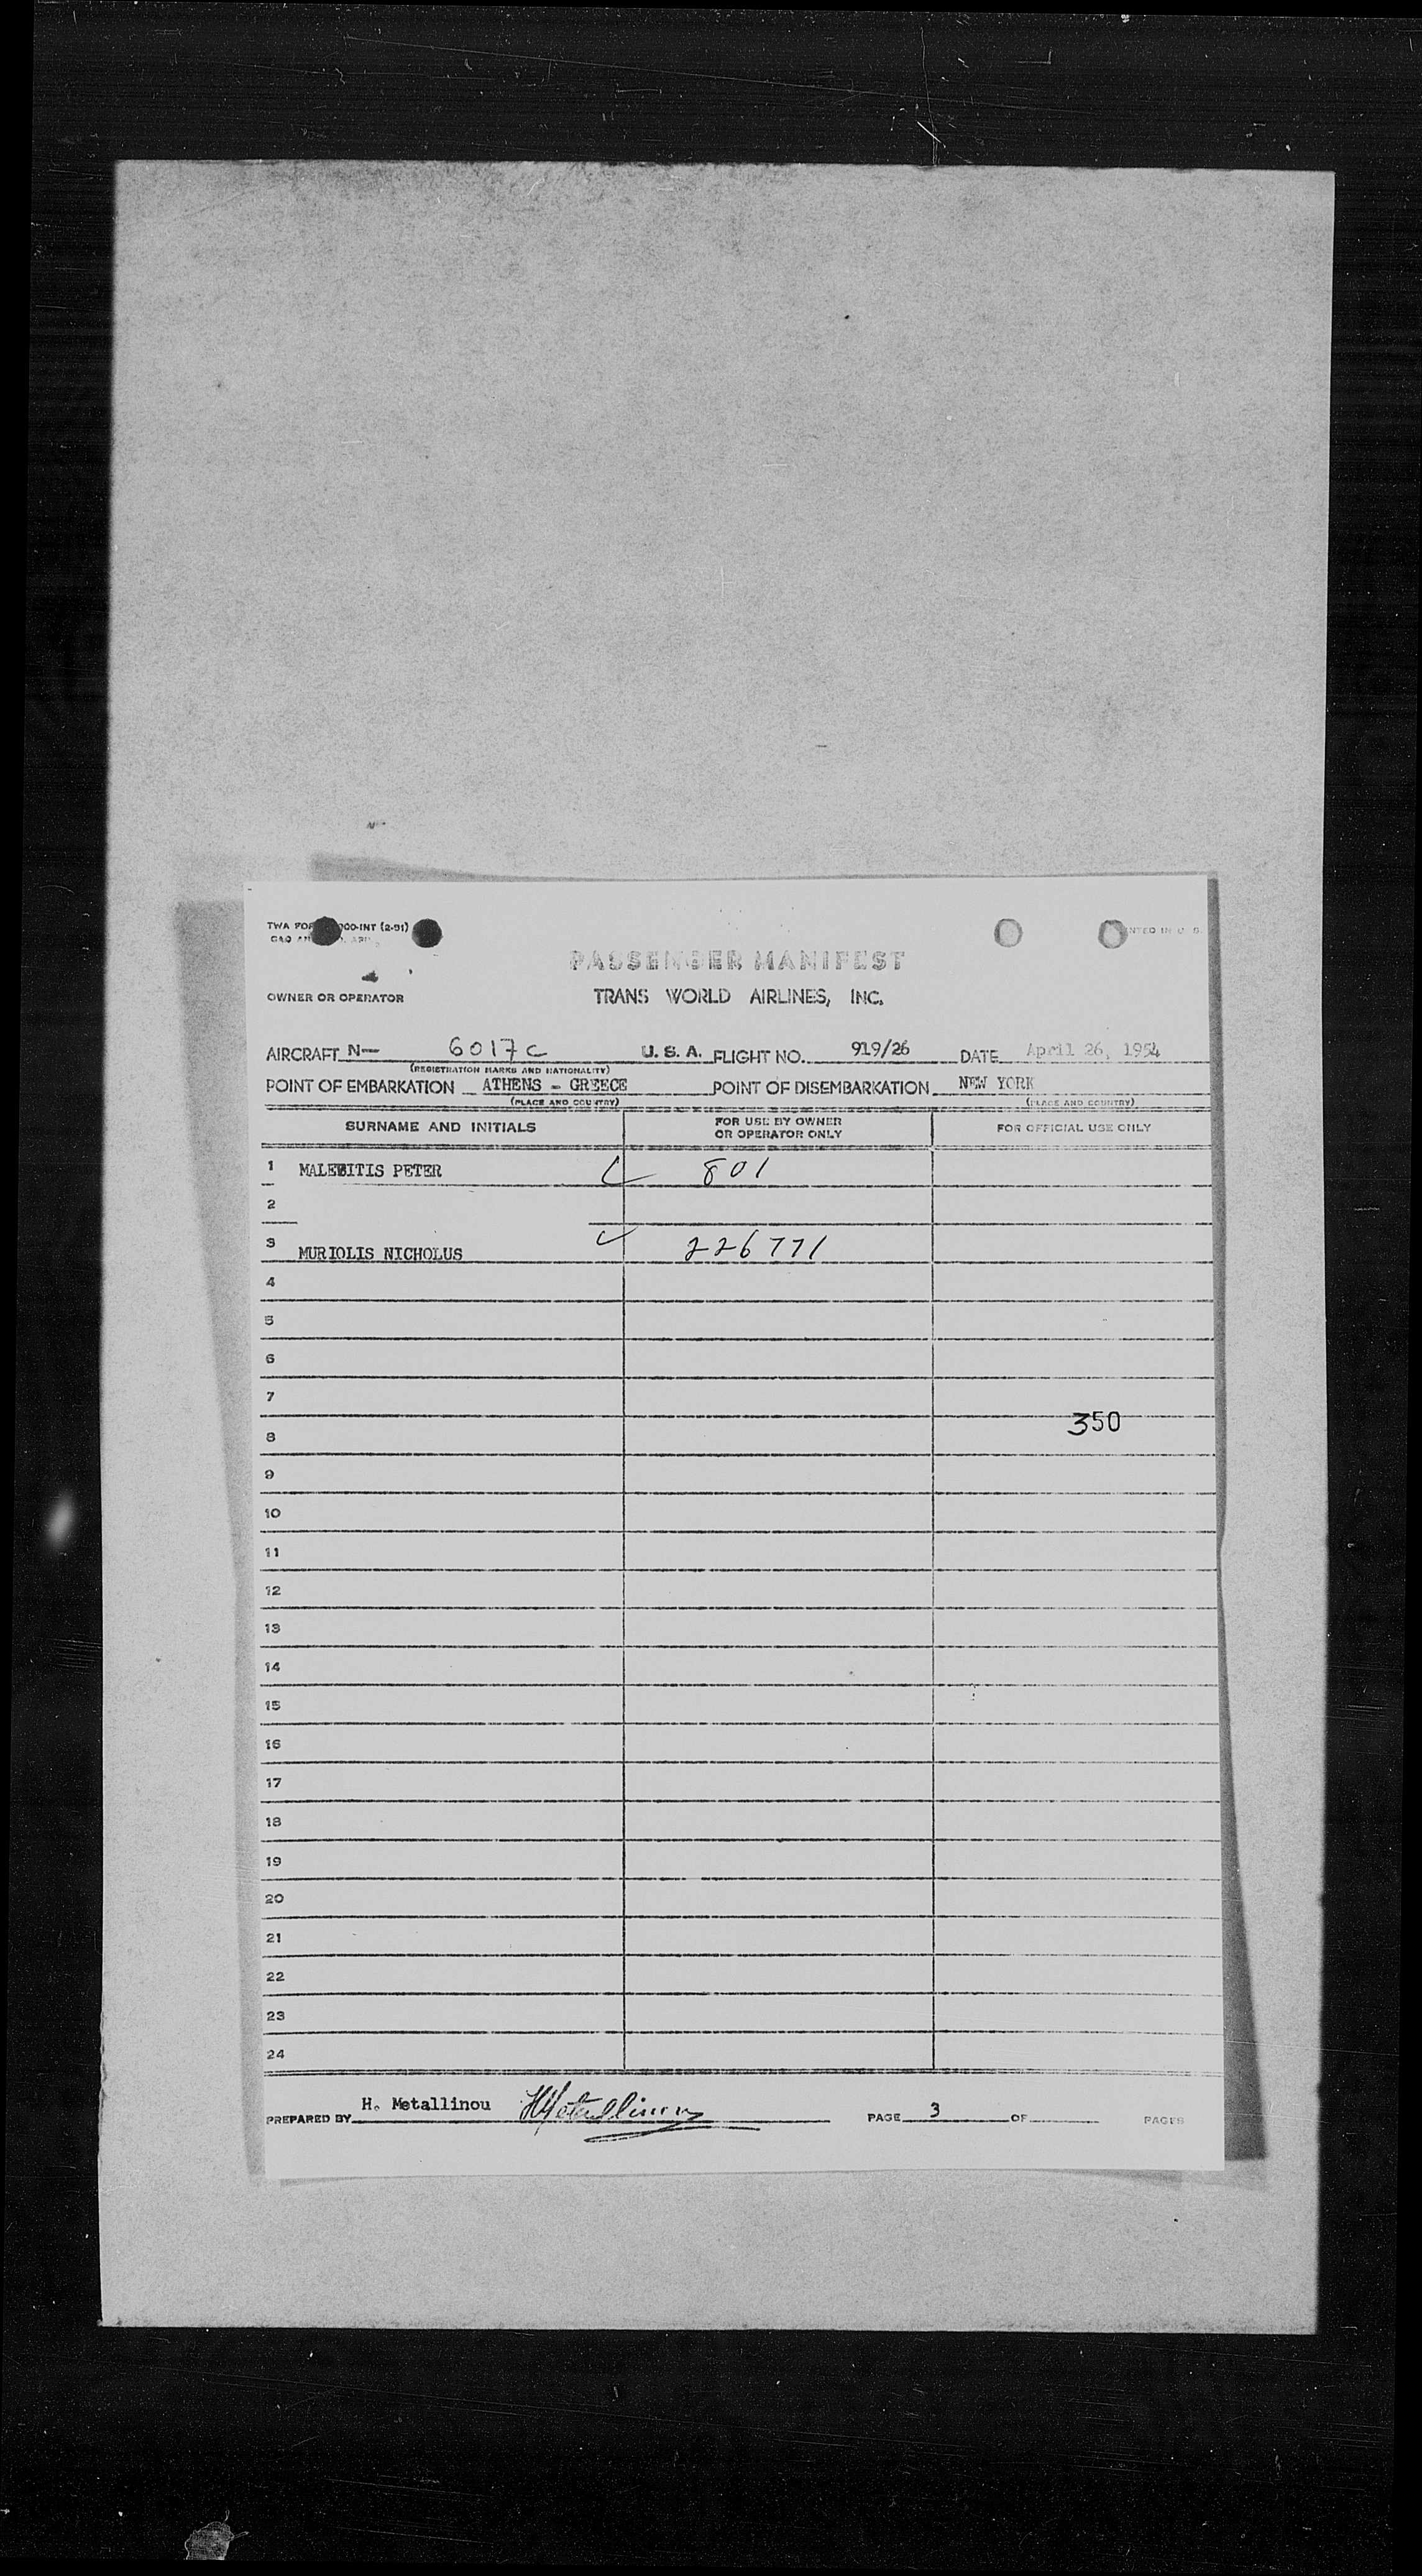 PASSENGER MANIFEST
OWNER OR OPERATOR TRANS WORLD AIRLINES, INC.
AIRCRAFT N— 6017C U. S. A. FLIGHT NO. 919/26 DATE April 26, 1954
(REGISTRATION MARKS AND NATIONALITY)
POINT OF EMBARKATION ATHENS - GREECE POINT OF DISEMBARKATION NEW YORK
(PLACE AND COUNTRY) (PLACE AND COUNTRY)
SURNAME AND INITIALS FOR USE BY OWNER OR OPERATOR ONLY FOR OFFICIAL USE ONLY
1 PETER 801
2
3 MURIOLIS NICHOLUS 226771
4
5
6
7
350
8
9
10
11
12
13
14
15
16
17
18
19
20
21
22
23
24
PREPARED BY H. Metallinou HMetallinou PAGE 3 OF PAGES